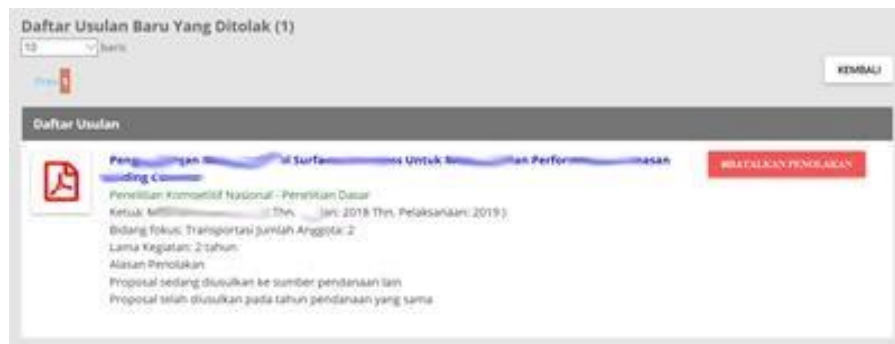 Daftar Usulan Baru Yang Ditolak (1)
10 baris
Prev 1
KEMBALI
Daftar Usulan
Surfa Untuk Perfor
DIBATALKAN PENOLAKAN
Penelitian Kompetitif Nasional - Penelitian Dasar
Ketua: Thn. 2018 Thn. Pelaksanaan: 2019 )
Bidang fokus: Transportasi Jumlah Anggota: 2
Lama Kegiatan: 2 tahun
Alasan Penolakan
Proposal sedang diusulkan ke sumber pendanaan lain
Proposal telah diusulkan pada tahun pendanaan yang sama